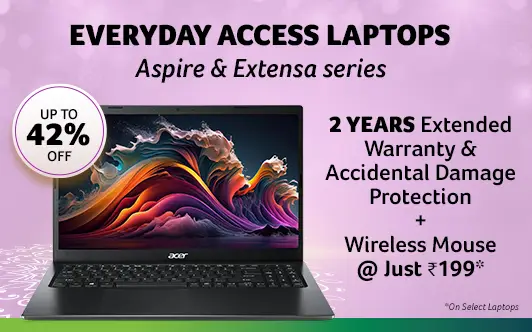 EVERYDAY ACCESS LAPTOPS
Aspire & Extensa series
UP TO
42%
OFF
2 YEARS Extended
Warranty &
Accidental Damage
Protection
+
Wireless Mouse
@ Just ₹199*
acer
*On Select Laptops